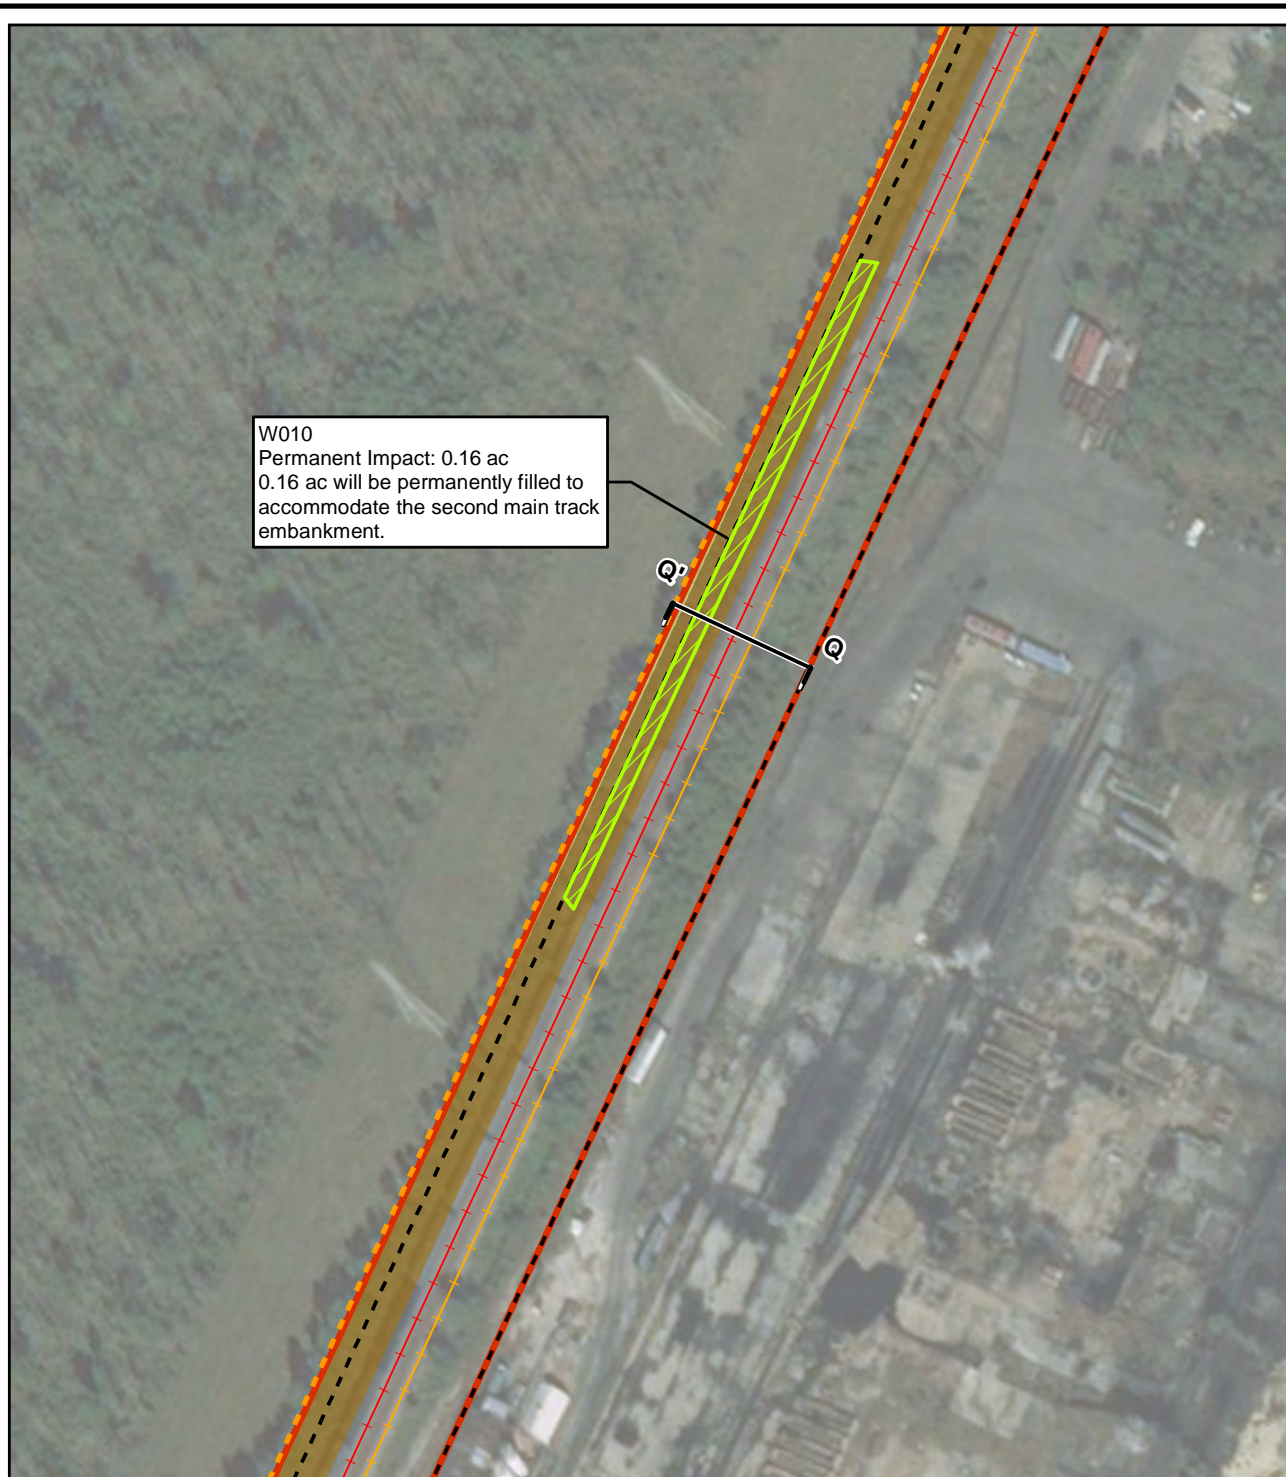 W010
Permanent Impact: 0.16 ac
0.16 ac will be permanently filled to
accommodate the second main track
embankment.
Q'
Q